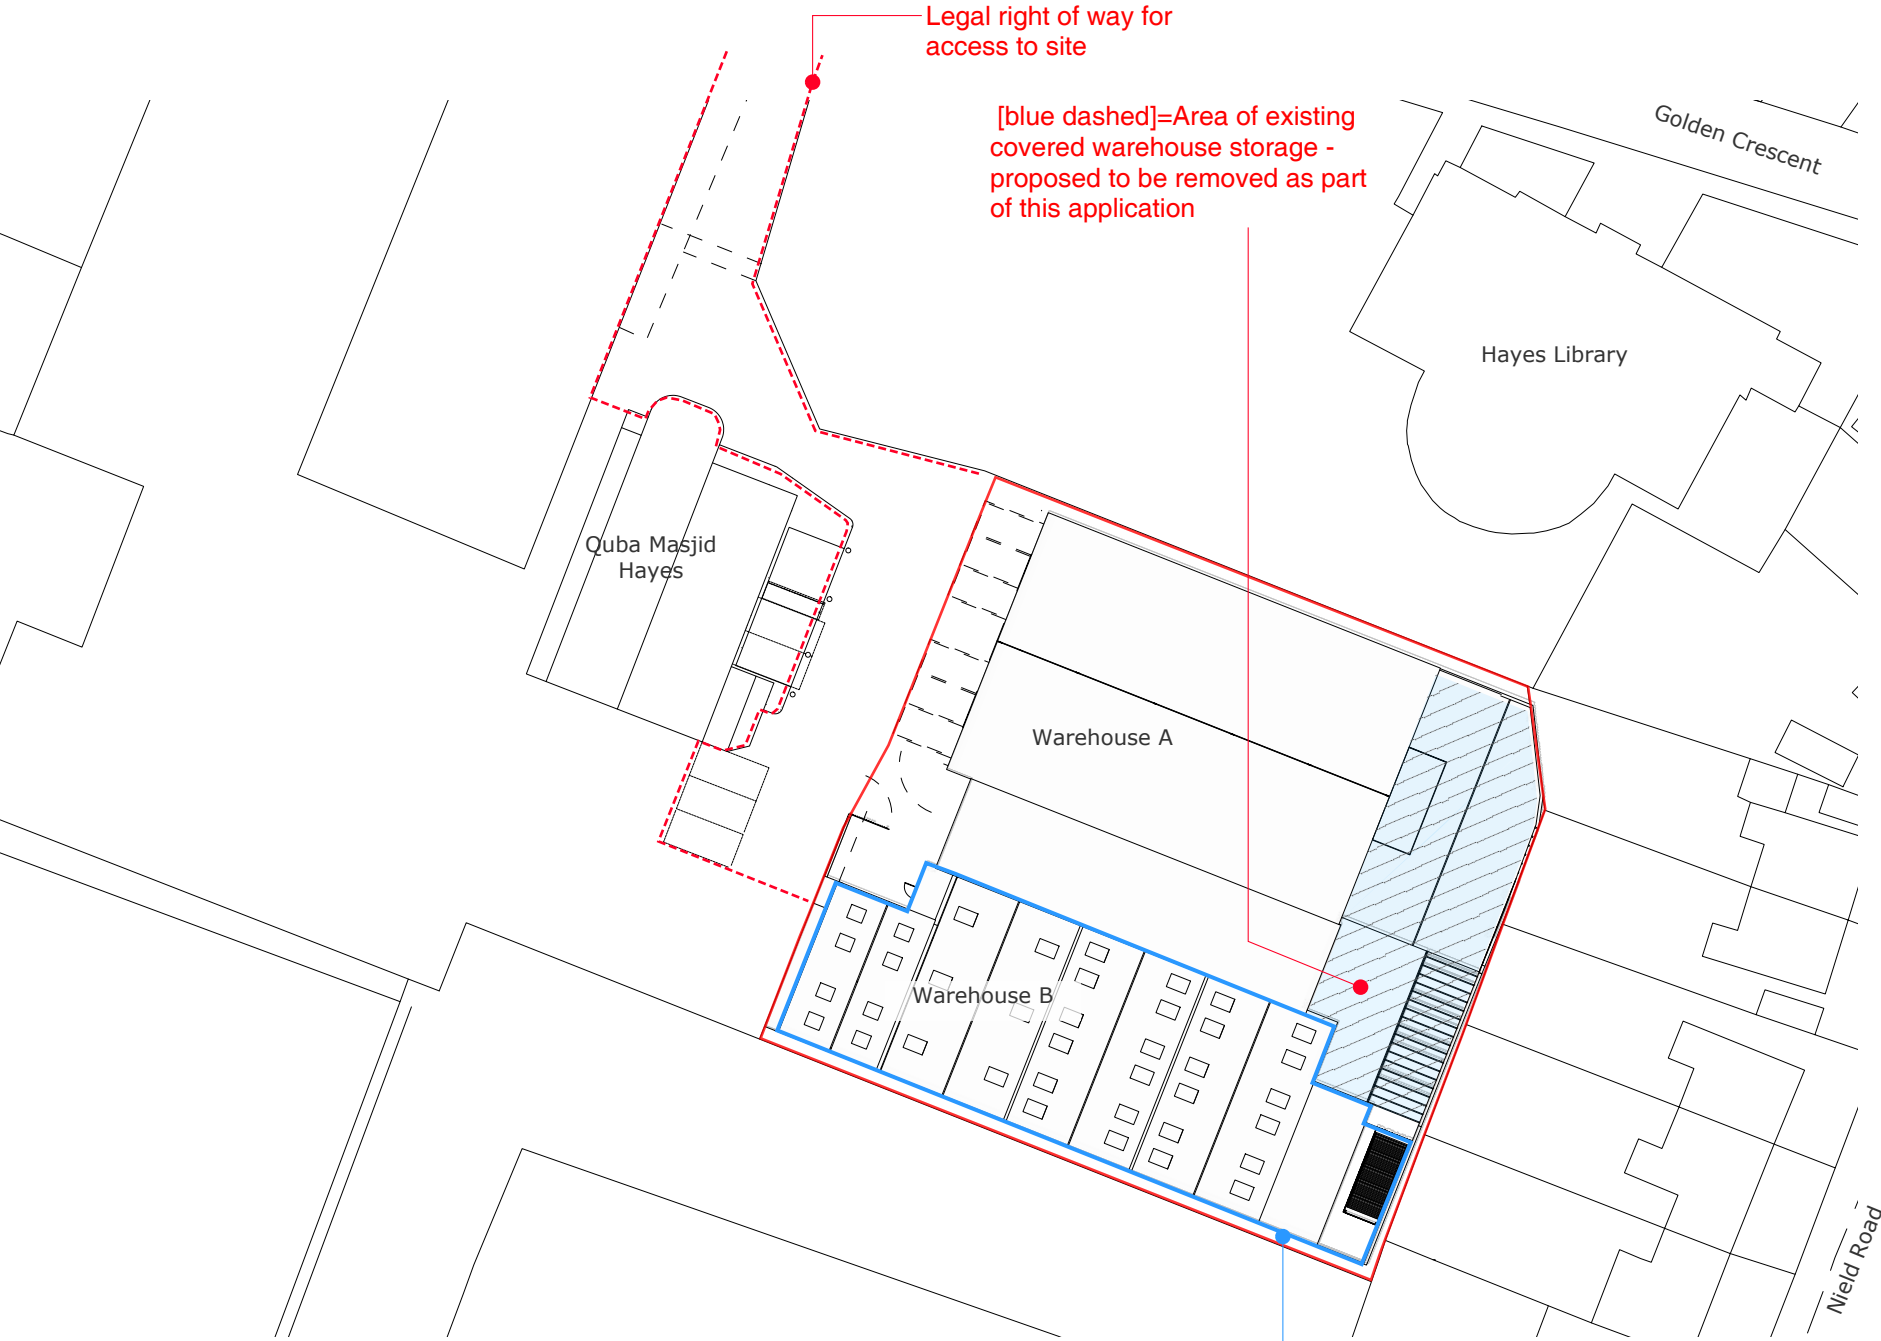 Legal right of way for
access to site
[blue dashed]=Area of existing
covered warehouse storage -
proposed to be removed as part
of this application
Golden Crescent
Hayes Library
Quba Masjid
Hayes
Warehouse A
Warehouse B
Nield Road